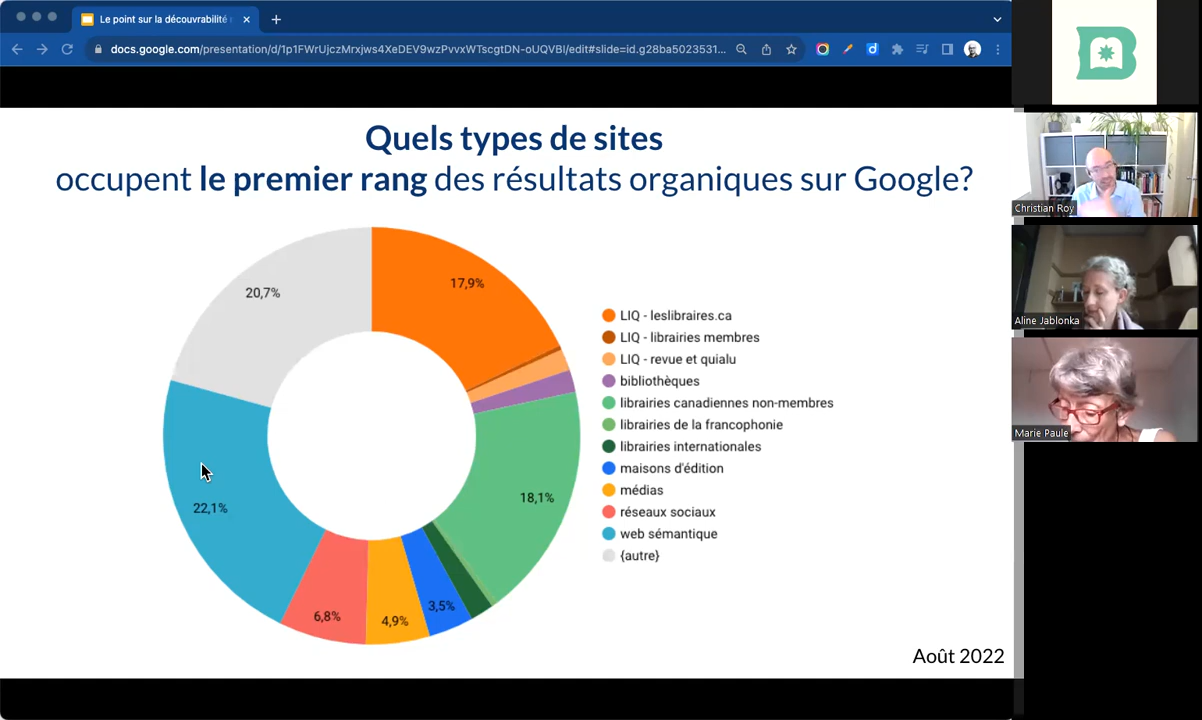 Le point sur la découvrabilité
docs.google.com/presentation/d/1p1FWrUjczMrxjws4XeDEV9wzPvvxWTscgtDN-oUQVBI/edit#slide=id.g28ba5023531...
Quels types de sites
occupent le premier rang des résultats organiques sur Google?
17,9%
20,7%
18,1%
22,1%
3,5%
6,8%
4,9%
LIQ - leslibraires.ca
LIQ - librairies membres
LIQ - revue et quialu
bibliothèques
librairies canadiennes non-membres
librairies de la francophonie
librairies internationales
maisons d'édition
médias
réseaux sociaux
web sémantique
{autre}
Août 2022
Christian Roy
Aline Jablonka
Marie Paule